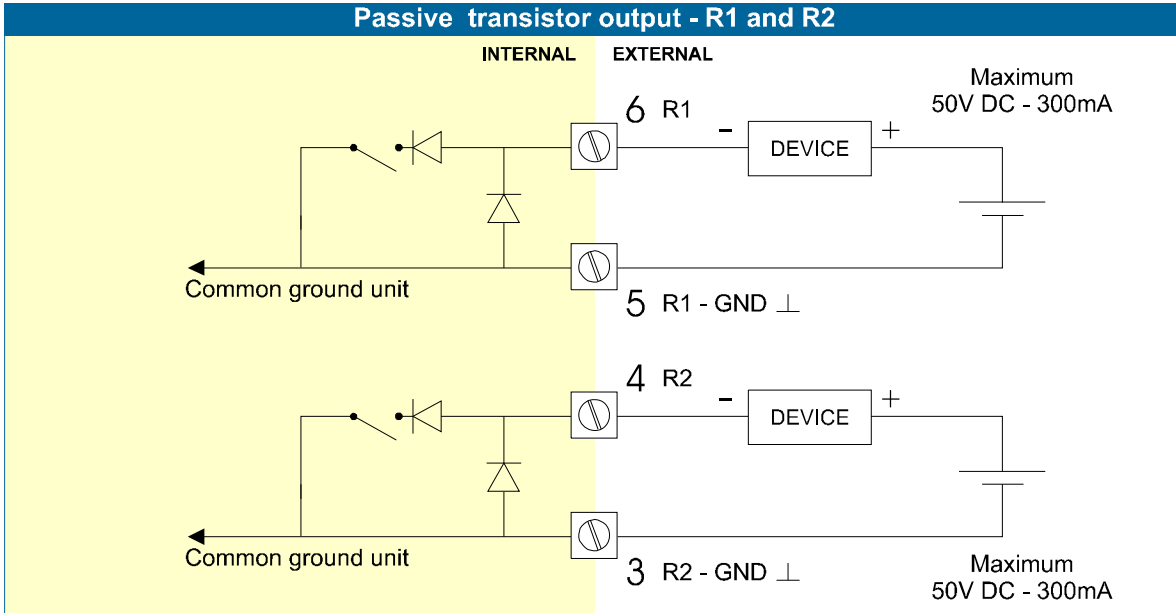 Passive transistor output - R1 and R2
INTERNAL EXTERNAL
Maximum
50V DC - 300mA
6 R1
- DEVICE +
Common ground unit
5 R1 - GND ⊥
4 R2
- DEVICE +
Common ground unit
3 R2 - GND ⊥
Maximum
50V DC - 300mA